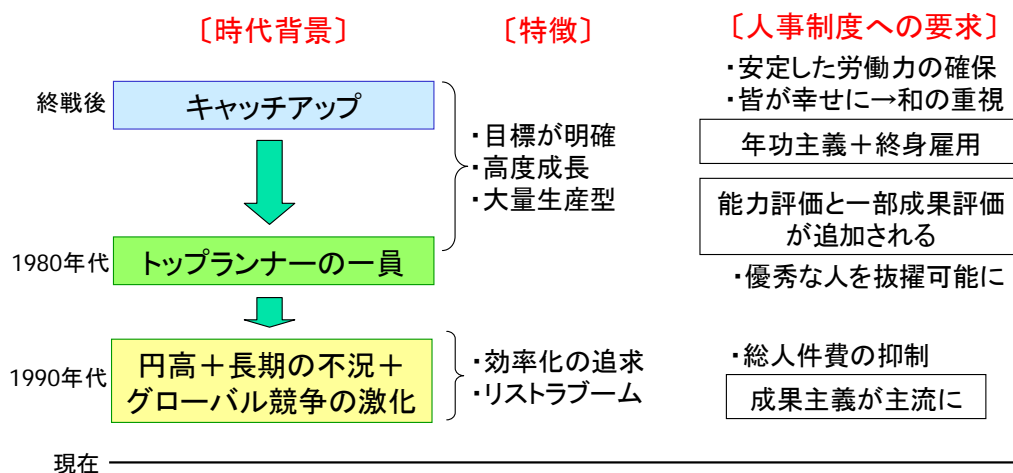 〔時代背景〕
〔特徴〕
〔人事制度への要求〕
終戦後
キャッチアップ
・目標が明確
・高度成長
・大量生産型
・安定した労働力の確保
・皆が幸せに→和の重視
年功主義＋終身雇用
能力評価と一部成果評価
が追加される
・優秀な人を抜擢可能に
1980年代
トップランナーの一員
1990年代
円高＋長期の不況＋
グローバル競争の激化
・効率化の追求
・リストラブーム
・総人件費の抑制
成果主義が主流に
現在